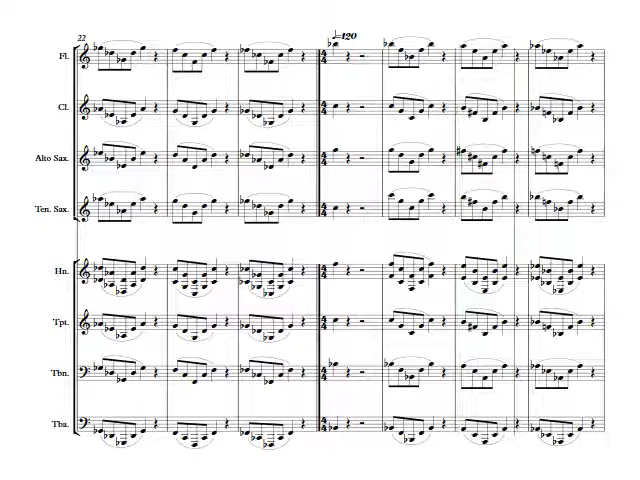 22
♩=120
Fl.
Cl.
Alto Sax.
Ten. Sax.
Hn.
Tpt.
Tbn.
Tba.